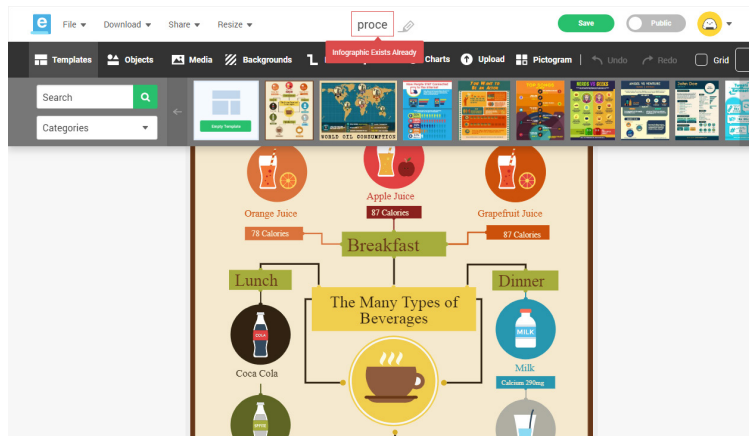 File
Download
Share
Resize
proce
Save
Public
Infographic Exists Already
Templates
Objects
Media
Backgrounds
Charts
Upload
Pictogram
Undo
Redo
Grid
Search
Categories
Empty Template
WORLD OIL CONSUMPTION
Orange Juice
78 Calories
Apple Juice
87 Calories
Grapefruit Juice
87 Calories
Breakfast
Lunch
Dinner
The Many Types of
Beverages
COLA
Coca Cola
MILK
Milk
Calcium 290mg